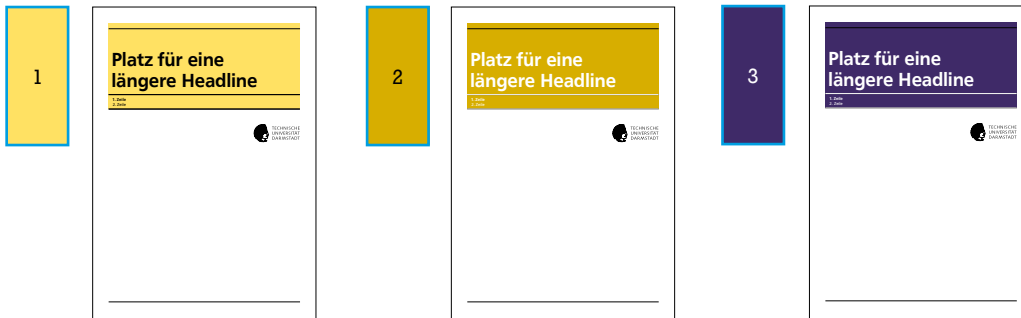 1
Platz für eine
längere Headline
1. Zeile
2. Zeile
TECHNISCHE
UNIVERSITÄT
DARMSTADT
2
Platz für eine
längere Headline
1. Zeile
2. Zeile
TECHNISCHE
UNIVERSITÄT
DARMSTADT
3
Platz für eine
längere Headline
1. Zeile
2. Zeile
TECHNISCHE
UNIVERSITÄT
DARMSTADT